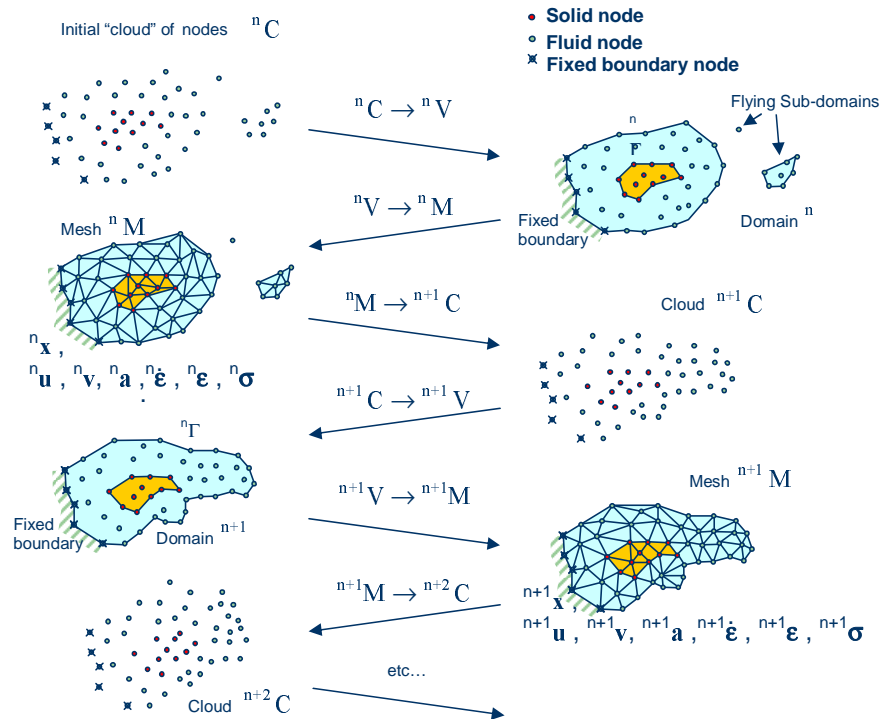 Initial “cloud” of nodes ⁿC
Solid node
Fluid node
Fixed boundary node
ⁿC → ⁿV
Flying Sub-domains
n
Γ
Fixed
boundary
Domain ⁿ
ⁿV → ⁿM
Mesh ⁿM
ⁿM → ⁿ⁺¹C
Cloud ⁿ⁺¹C
ⁿx ,
ⁿu , ⁿv, ⁿa , ⁿε̇ , ⁿε , ⁿσ
.
ⁿ⁺¹C → ⁿ⁺¹V
ⁿΓ
Fixed
boundary
Domain ⁿ⁺¹
ⁿ⁺¹V → ⁿ⁺¹M
Mesh ⁿ⁺¹M
ⁿ⁺¹M → ⁿ⁺²C
ⁿ⁺¹x ,
ⁿ⁺¹u , ⁿ⁺¹v, ⁿ⁺¹a , ⁿ⁺¹ε̇ , ⁿ⁺¹ε , ⁿ⁺¹σ
Cloud ⁿ⁺²C
etc…